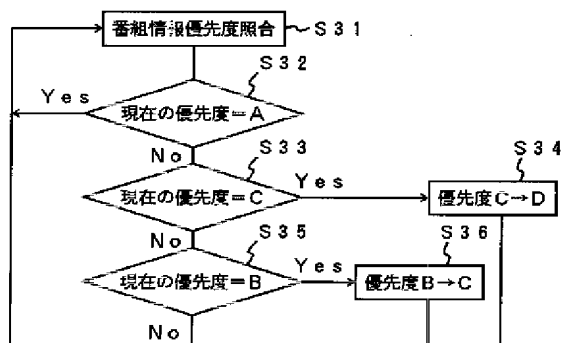 番組情報優先度照合
S31
S32
Yes
現在の優先度=A
No
S33
Yes
現在の優先度=C
S34
優先度C→D
No
S35
Yes
現在の優先度=B
S36
優先度B→C
No